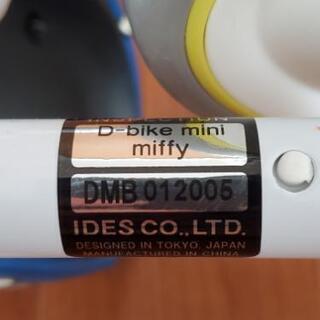 INSPECTION
D-bike mini
miffy
DMB 012005
IDES CO.,LTD.
DESIGNED IN TOKYO, JAPAN
MANUFACTURED IN CHINA